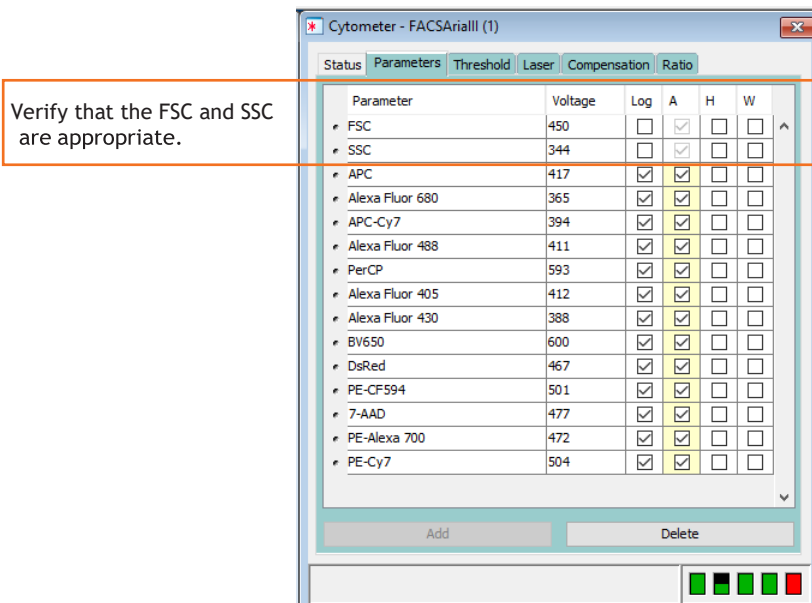 Cytometer - FACSAriaIII (1)
Status Parameters Threshold Laser Compensation Ratio
Verify that the FSC and SSC
are appropriate.
Parameter Voltage Log A H W
FSC 450
SSC 344
APC 417
Alexa Fluor 680 365
APC-Cy7 394
Alexa Fluor 488 411
PerCP 593
Alexa Fluor 405 412
Alexa Fluor 430 388
BV650 600
DsRed 467
PE-CF594 501
7-AAD 477
PE-Alexa 700 472
PE-Cy7 504
Add Delete